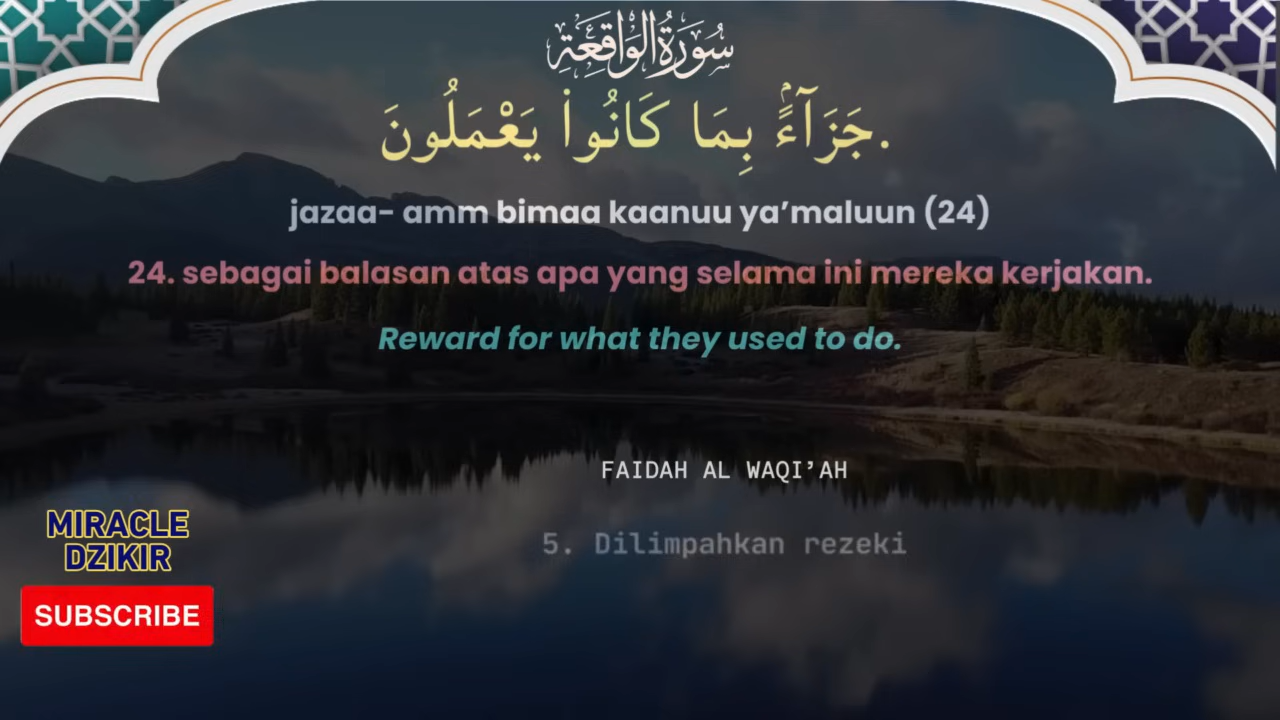 سُورَةُ الوَاقِعَةِ
جَزَآءًۢ بِمَا كَانُوا۟ يَعْمَلُونَ.
jazaa- amm bimaa kaanuu ya’maluun (24)
24. sebagai balasan atas apa yang selama ini mereka kerjakan.
Reward for what they used to do.
FAIDAH AL WAQI’AH
5. Dilimpahkan rezeki
MIRACLE
DZIKIR
SUBSCRIBE